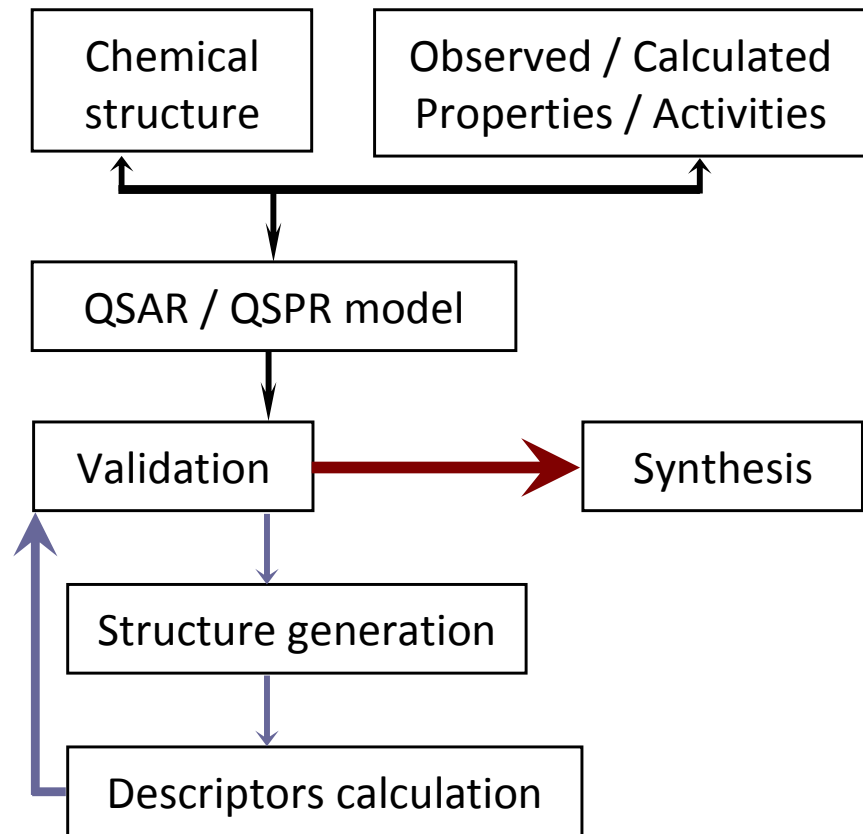 Chemical
structure
Observed / Calculated
Properties / Activities
QSAR / QSPR model
Validation
Synthesis
Structure generation
Descriptors calculation